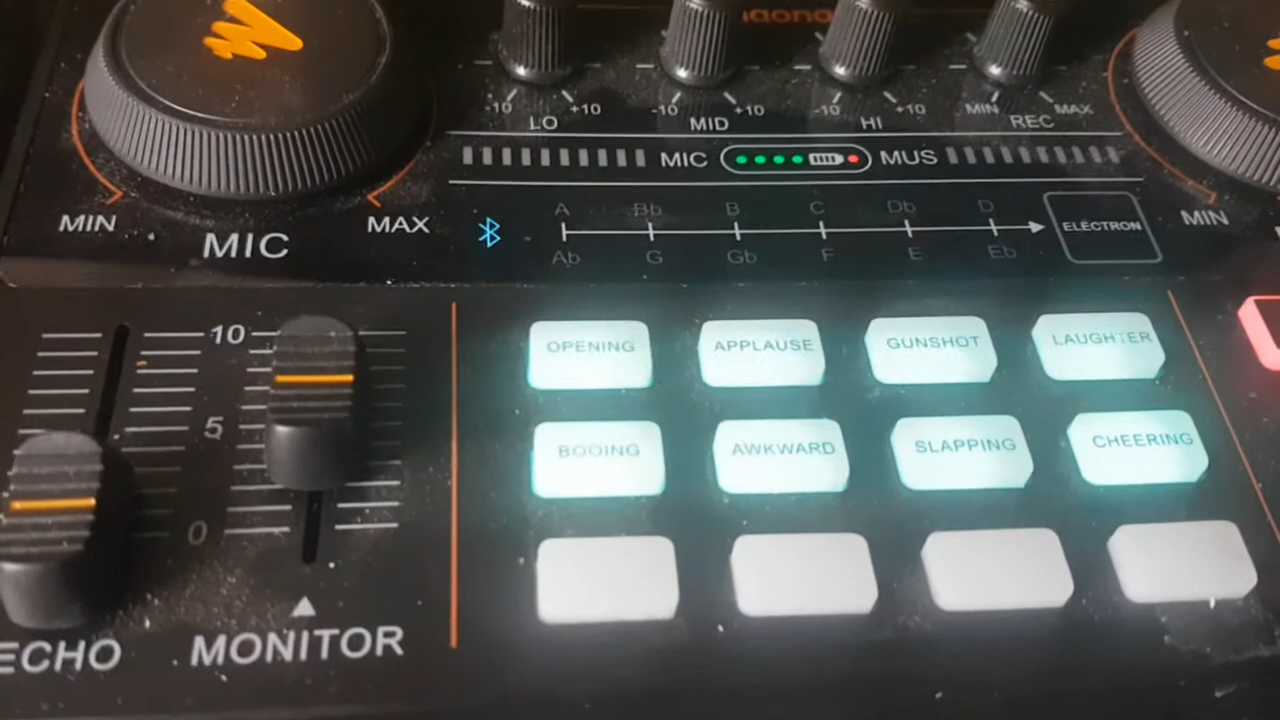 maono
-10 +10 -10 +10 -10 +10 MIN MAX
LO MID HI REC
MIC MUS
MIN MAX MIN
MIC
A Bb B C Db D
Ab G Gb F E Eb
ELECTRON
10
5
0
OPENING APPLAUSE GUNSHOT LAUGHTER
BOOING AWKWARD SLAPPING CHEERING
ECHO MONITOR